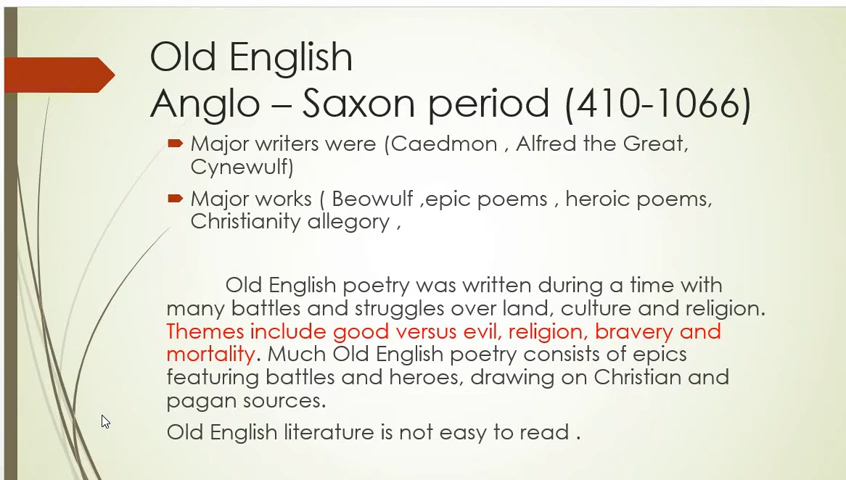 Old English
Anglo – Saxon period (410-1066)
Major writers were (Caedmon , Alfred the Great,
Cynewulf)
Major works ( Beowulf ,epic poems , heroic poems,
Christianity allegory ,
Old English poetry was written during a time with
many battles and struggles over land, culture and religion.
Themes include good versus evil, religion, bravery and
mortality. Much Old English poetry consists of epics
featuring battles and heroes, drawing on Christian and
pagan sources.
Old English literature is not easy to read .